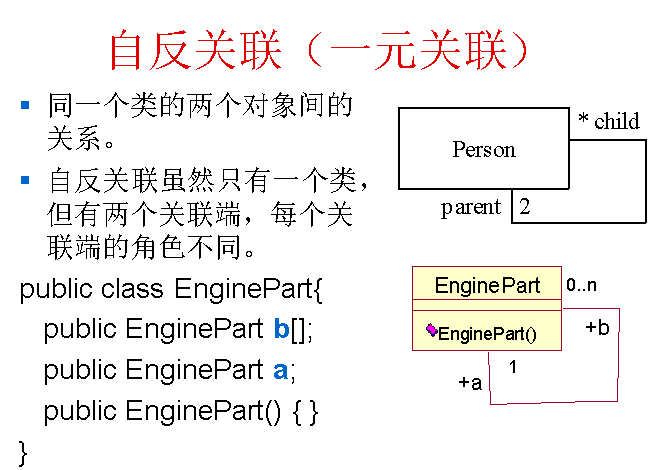 自反关联（一元关联）
同一个类的两个对象间的
关系。
自反关联虽然只有一个类，
但有两个关联端，每个关
联端的角色不同。
public class EnginePart{
public EnginePart b[];
public EnginePart a;
public EnginePart() { }
}
* child
Person
parent 2
EnginePart 0..n
EnginePart() +b
1
+a